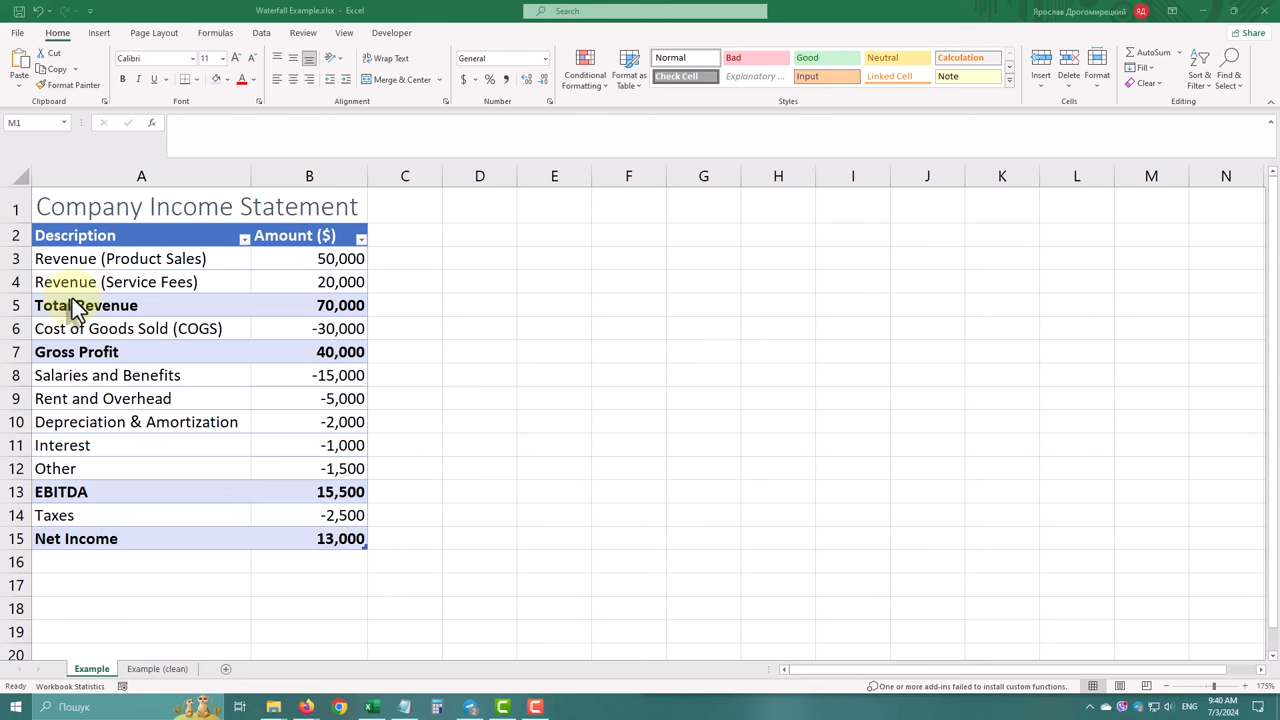 Waterfall Example.xlsx - Excel
Search
Ярослав Дрогомирецкий ЯД
File Home Insert Page Layout Formulas Data Review View Developer
Share
Paste
Cut
Copy
Format Painter
Clipboard
Calibri 11
B I U
Font
Wrap Text
Merge & Center
Alignment
General
$ % ,
Number
Conditional Formatting
Format as Table
Normal Bad Good Neutral Calculation
Check Cell Explanatory ... Input Linked Cell Note
Styles
Insert Delete Format
Cells
AutoSum
Fill
Clear
Sort & Filter
Find & Select
Editing
M1
fx
A B C D E F G H I J K L M N
1 Company Income Statement
2 Description Amount ($)
3 Revenue (Product Sales) 50,000
4 Revenue (Service Fees) 20,000
5 Total Revenue 70,000
6 Cost of Goods Sold (COGS) -30,000
7 Gross Profit 40,000
8 Salaries and Benefits -15,000
9 Rent and Overhead -5,000
10 Depreciation & Amortization -2,000
11 Interest -1,000
12 Other -1,500
13 EBITDA 15,500
14 Taxes -2,500
15 Net Income 13,000
16
17
18
19
20
Example Example (clean)
Ready Workbook Statistics
One or more add-ins failed to install custom functions.
175%
Пошук
ENG
9:40 AM
7/3/2024